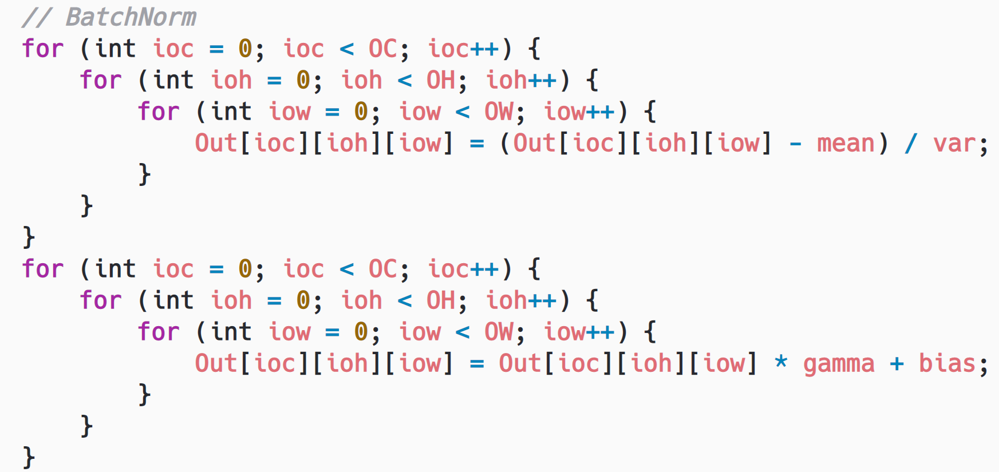 // BatchNorm
for (int ioc = 0; ioc < OC; ioc++) {
    for (int ioh = 0; ioh < OH; ioh++) {
        for (int iow = 0; iow < OW; iow++) {
            Out[ioc][ioh][iow] = (Out[ioc][ioh][iow] - mean) / var;
        }
    }
}
for (int ioc = 0; ioc < OC; ioc++) {
    for (int ioh = 0; ioh < OH; ioh++) {
        for (int iow = 0; iow < OW; iow++) {
            Out[ioc][ioh][iow] = Out[ioc][ioh][iow] * gamma + bias;
        }
    }
}